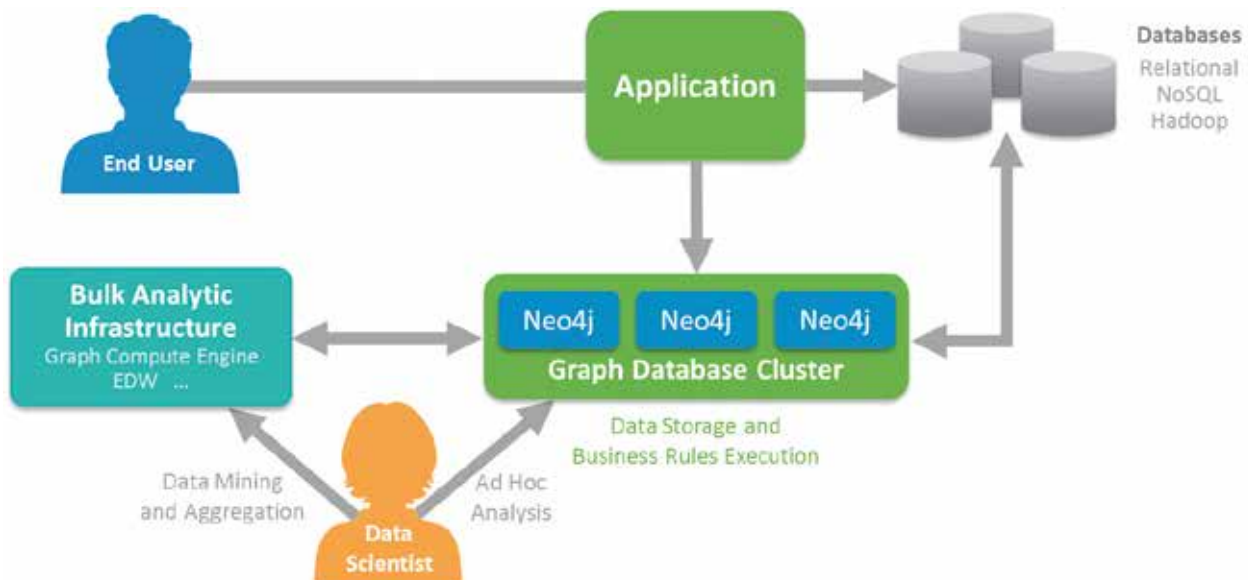 End User
Application
Databases
Relational
NoSQL
Hadoop
Bulk Analytic
Infrastructure
Graph Compute Engine
EDW ...
Neo4j
Neo4j
Neo4j
Graph Database Cluster
Data Storage and
Business Rules Execution
Data Mining
and Aggregation
Ad Hoc
Analysis
Data
Scientist